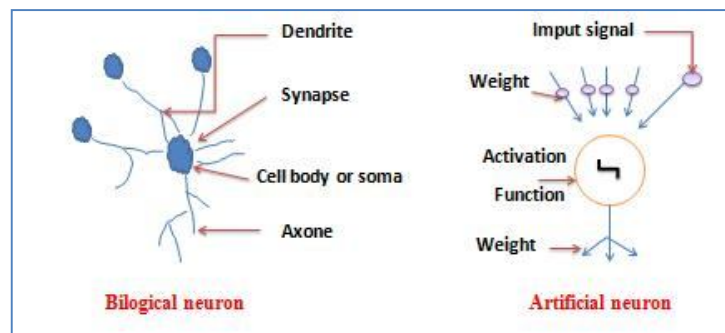 Dendrite
Synapse
Cell body or soma
Axone
Bilogical neuron
Imput signal
Weight
Activation
Function
Weight
Artificial neuron